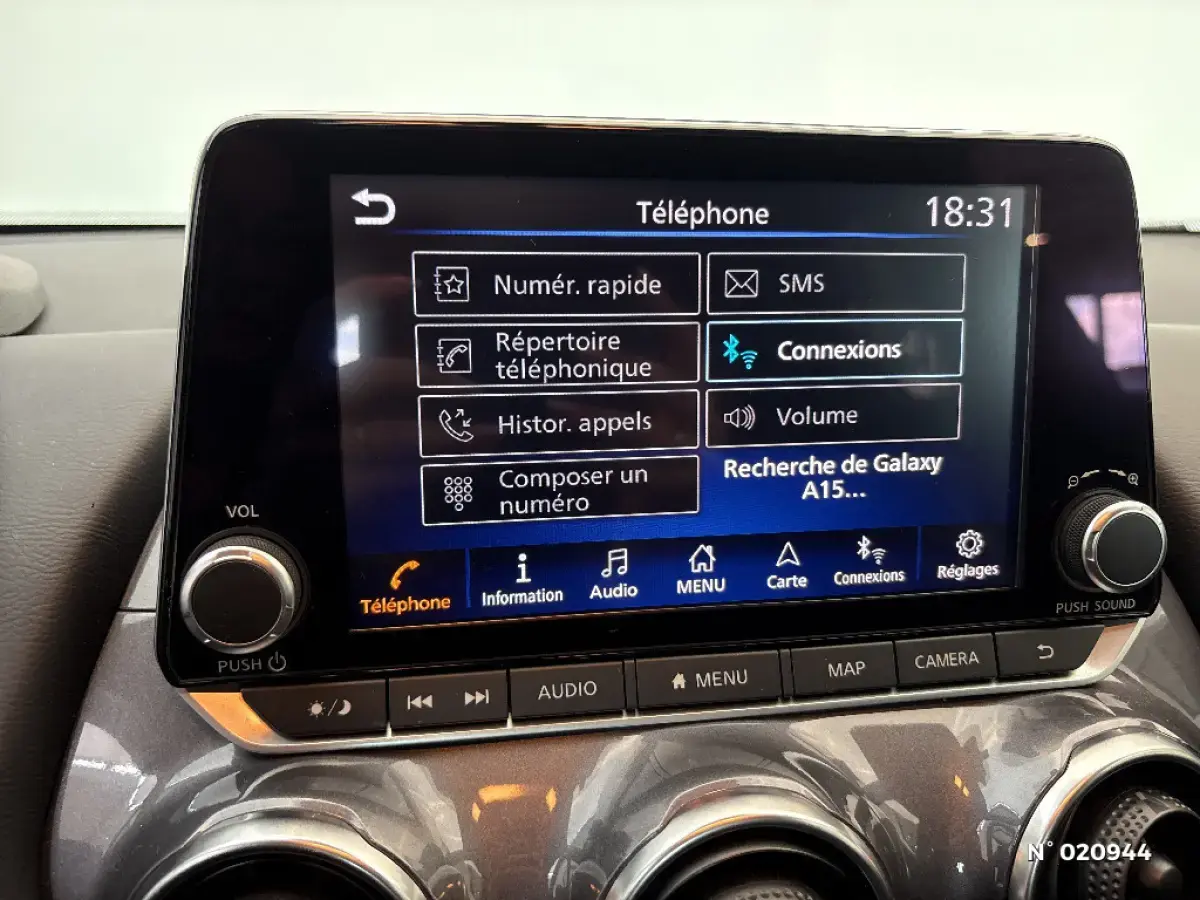 Téléphone
18:31
Numér. rapide
SMS
Répertoire
téléphonique
Connexions
Histor. appels
Volume
Composer un
numéro
Recherche de Galaxy
A15...
Téléphone
Information
Audio
MENU
Carte
Connexions
Réglages
VOL
PUSH
PUSH SOUND
AUDIO
MENU
MAP
CAMERA
N° 020944